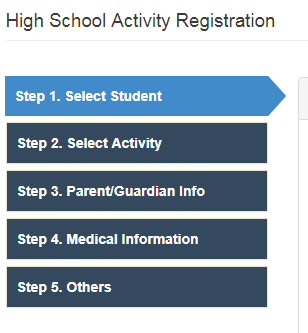 High School Activity Registration
Step 1. Select Student
Step 2. Select Activity
Step 3. Parent/Guardian Info
Step 4. Medical Information
Step 5. Others